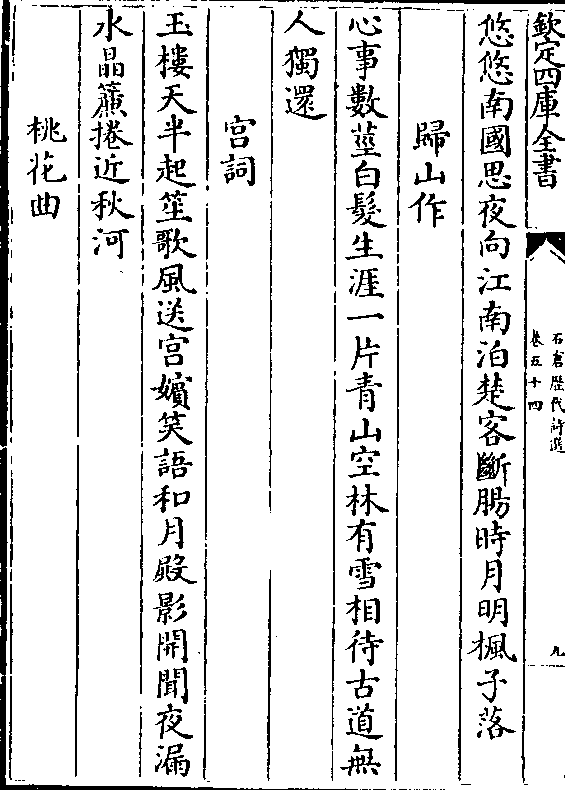 欽定四庫全書
石倉歷代詩選
卷五十四
九
悠悠南國思夜向江南泊楚客斷腸時月明楓子落
歸山作
心事數莖白髮生涯一片青山空林有雪相待古道無
人獨還
宮詞
玉樓天半起笙歌風送宮嬪笑語和月殿影開聞夜漏
水晶簾捲近秋河
桃花曲